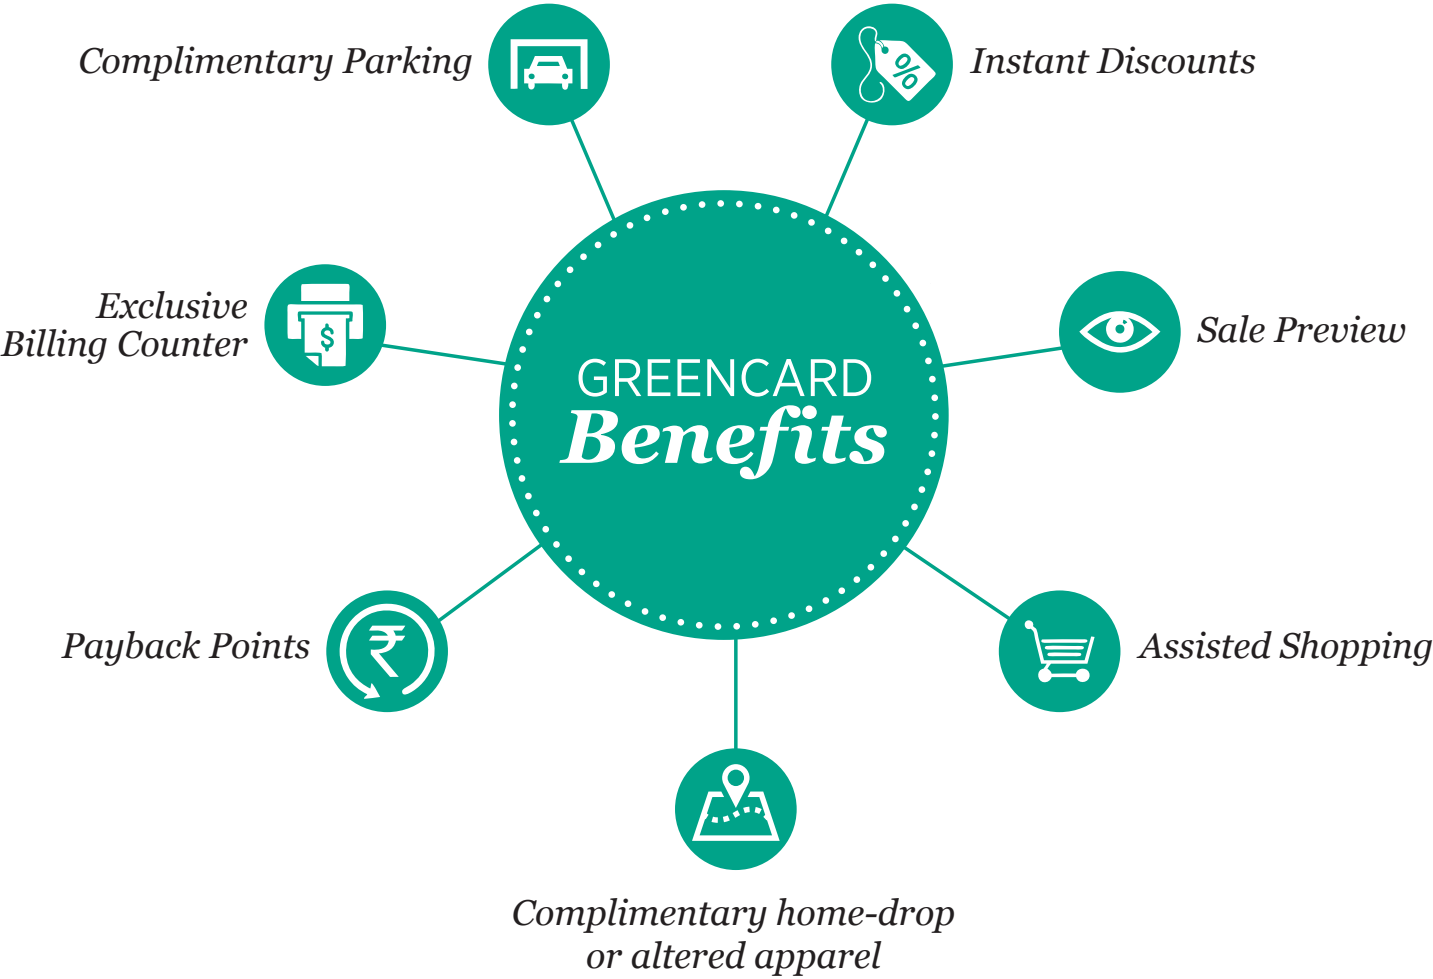 Complimentary Parking
Instant Discounts
Exclusive
Billing Counter
$
%
Sale Preview
GREENCARD
Benefits
Payback Points
₹
Assisted Shopping
Complimentary home-drop
or altered apparel